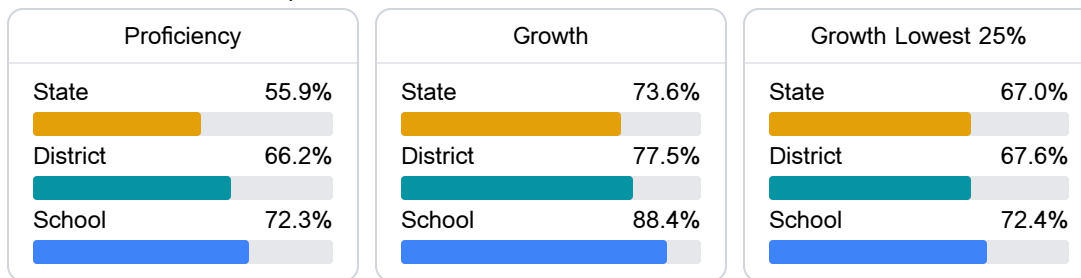 Proficiency
State 55.9%
District 66.2%
School 72.3%
Growth
State 73.6%
District 77.5%
School 88.4%
Growth Lowest 25%
State 67.0%
District 67.6%
School 72.4%